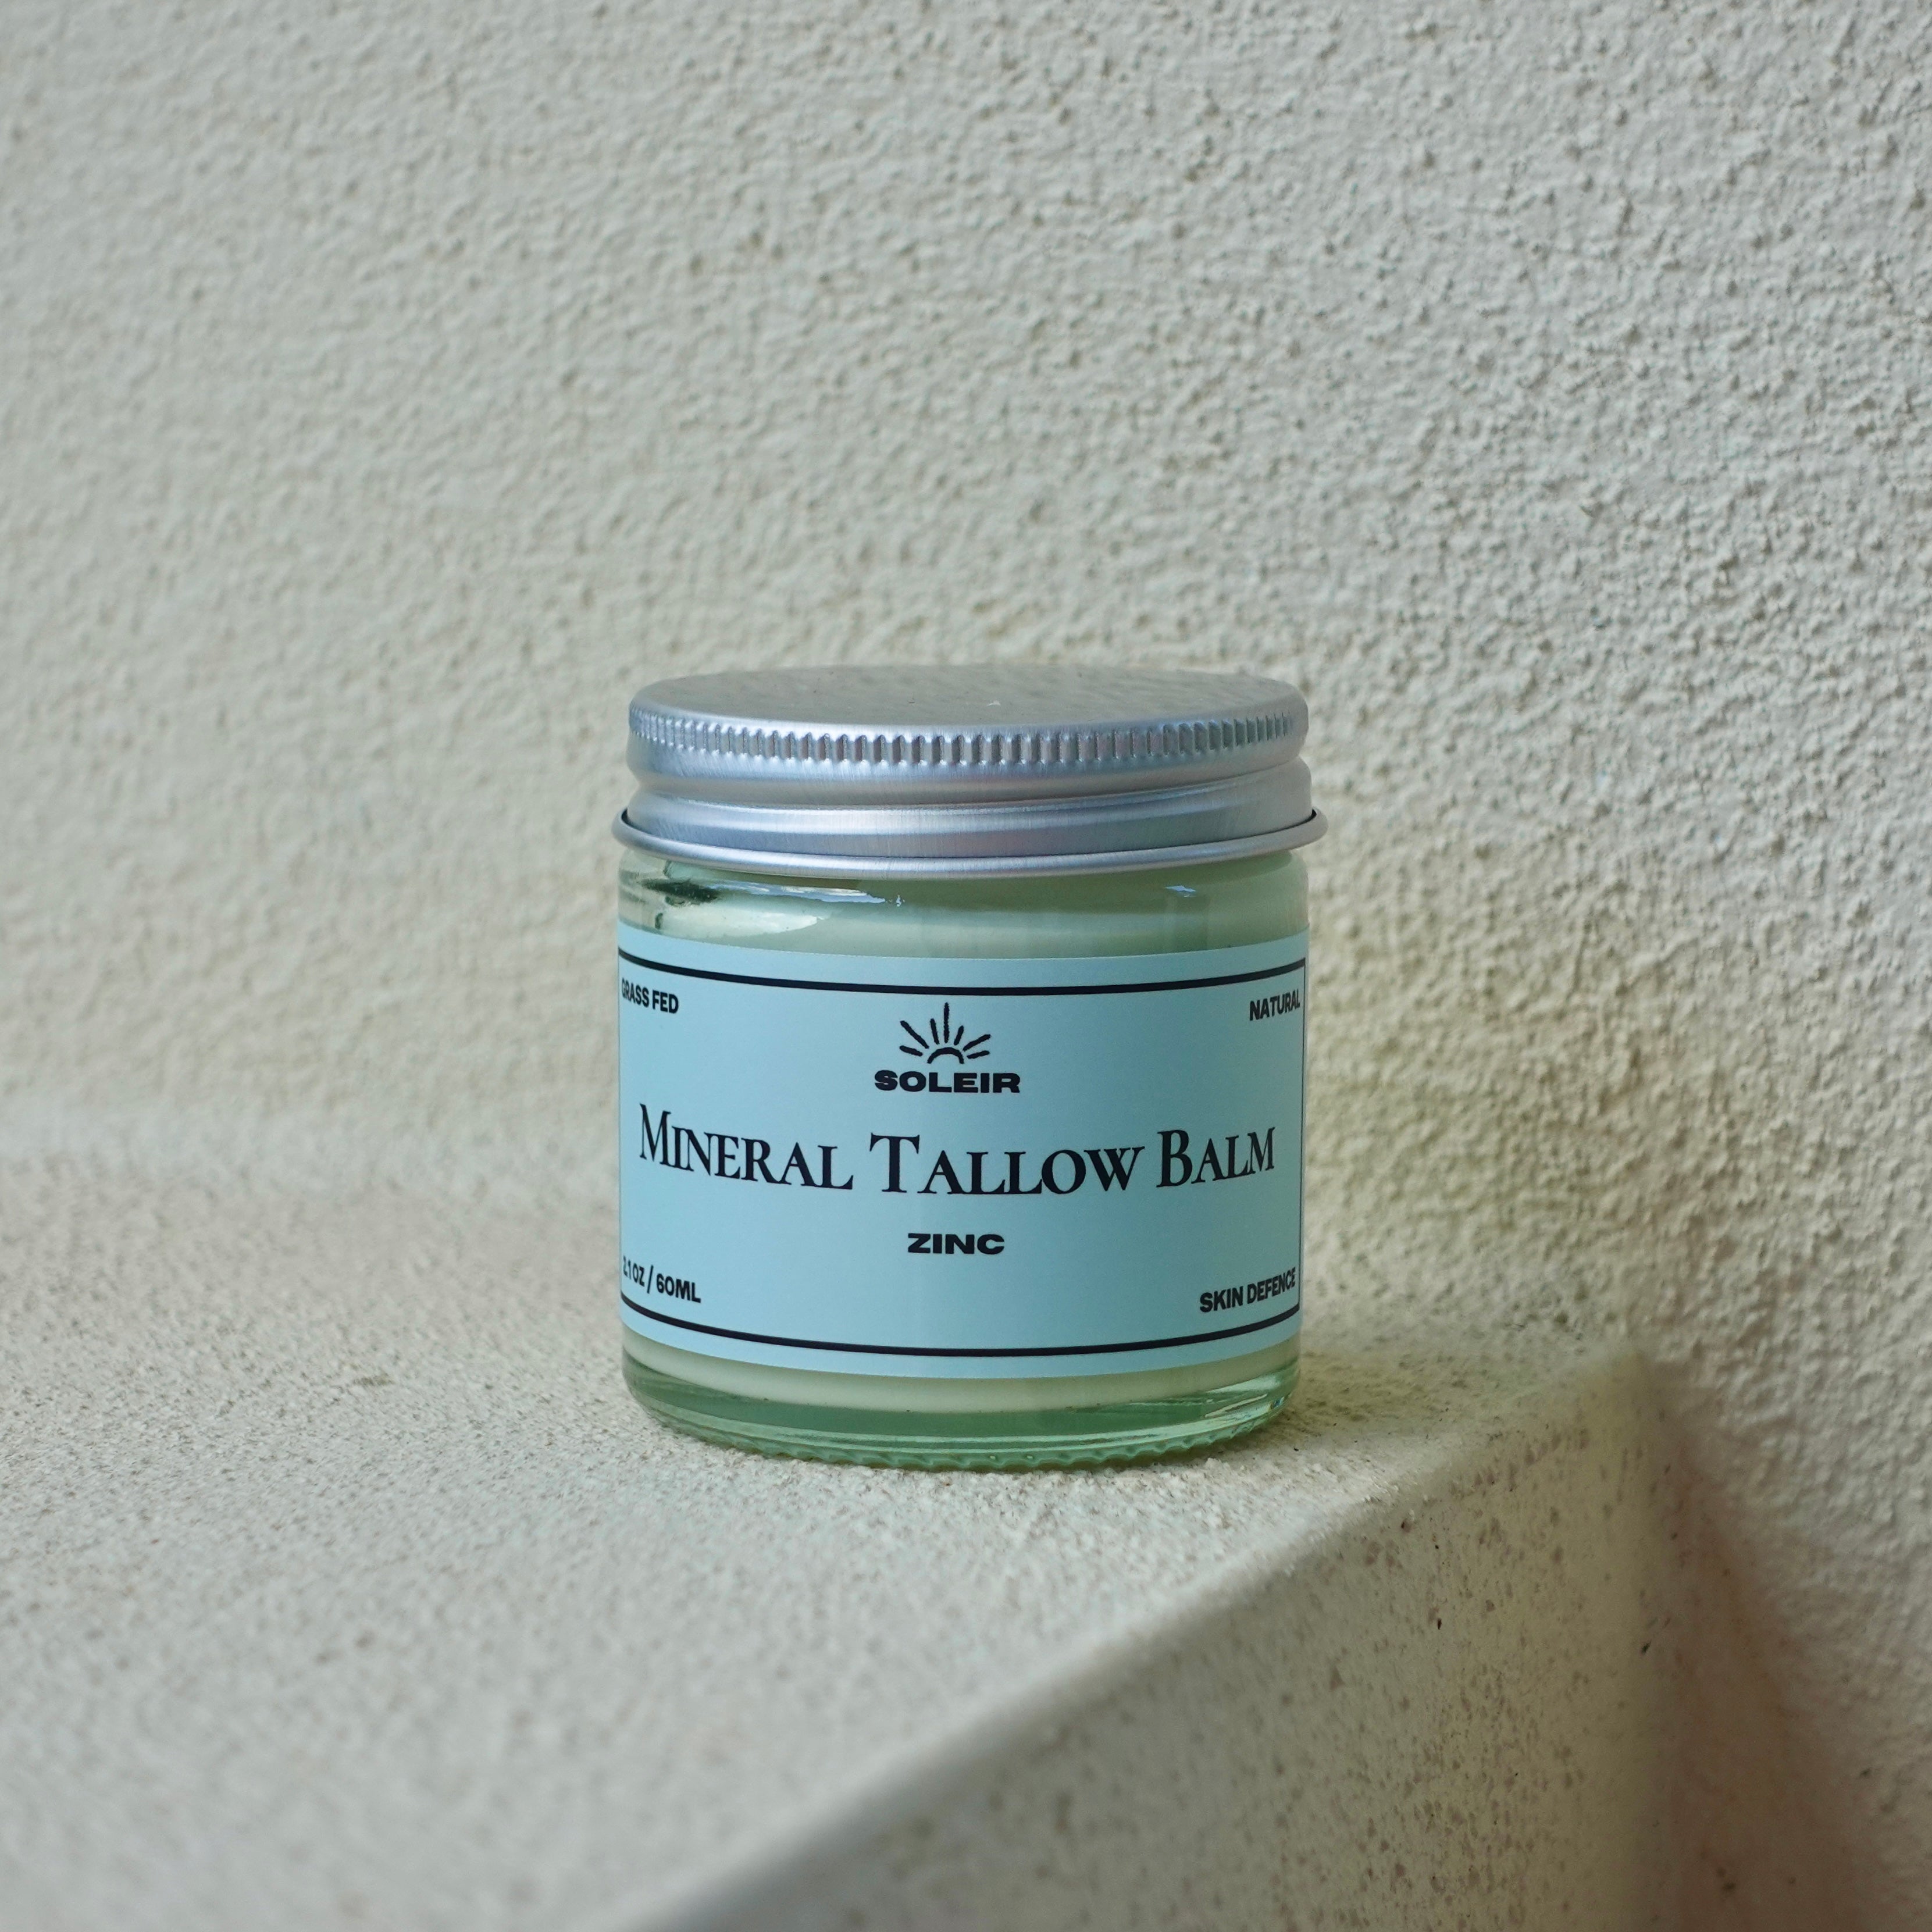 GRASS FED
NATURAL
SOLEIR
MINERAL TALLOW BALM
ZINC
2.1 OZ / 60ML
SKIN DEFENCE